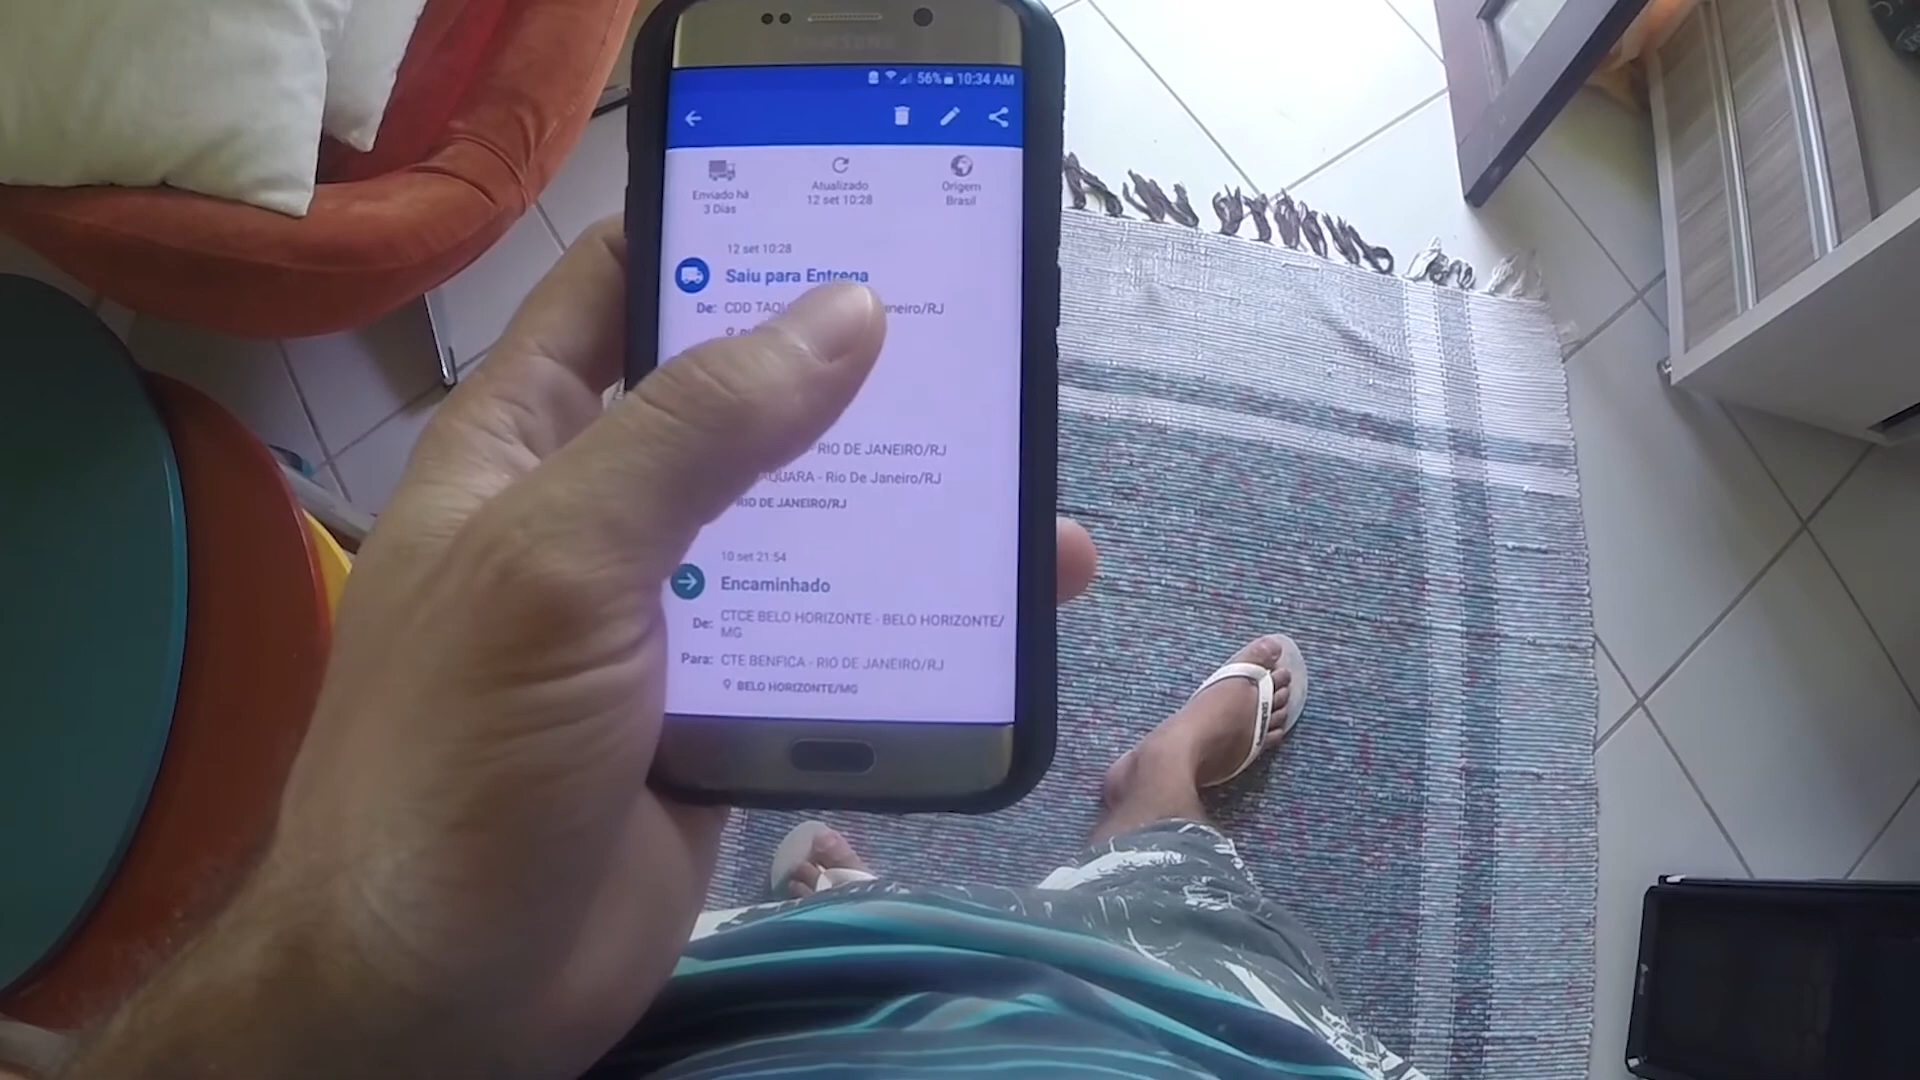 SAMSUNG
56% 10:34 AM
Enviado há
3 Dias
Atualizado
12 set 10:28
Origem
Brasil
12 set 10:28
Saiu para Entrega
De: CDD neiro/RJ
RIO DE JANEIRO/RJ
- Rio De Janeiro/RJ
RIO DE JANEIRO/RJ
10 set 21:54
Encaminhado
De: CTCE BELO HORIZONTE - BELO HORIZONTE/
MG
Para: CTE BENFICA - RIO DE JANEIRO/RJ
BELO HORIZONTE/MG